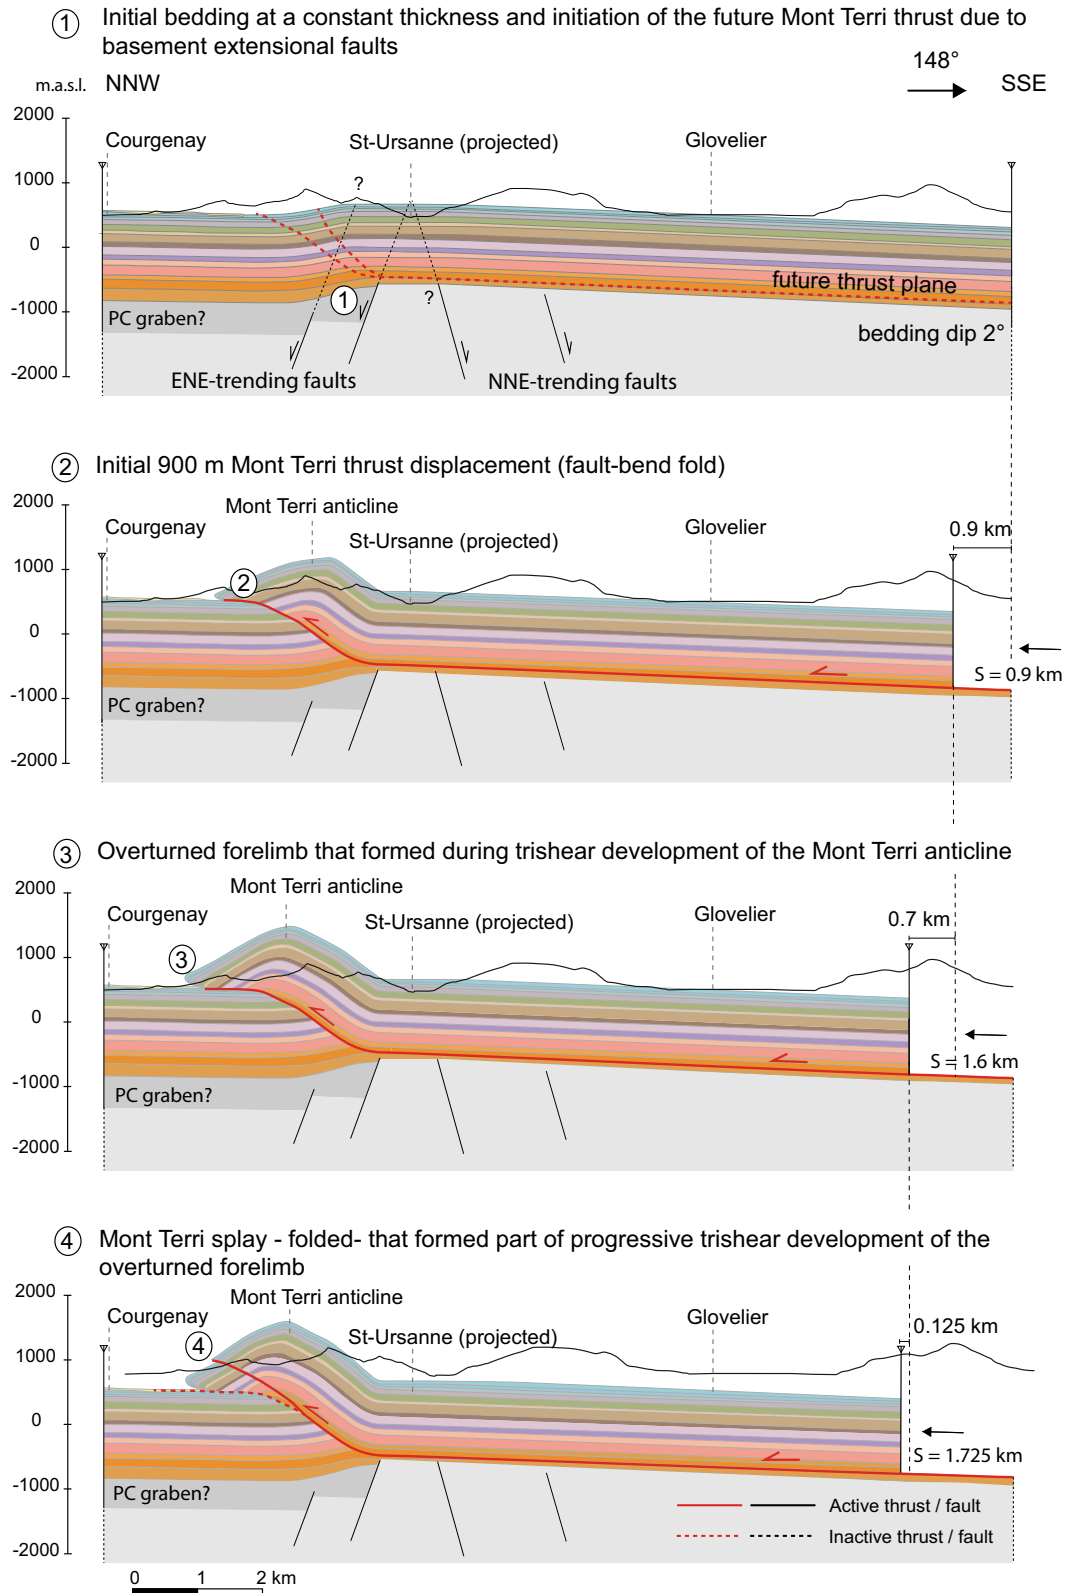 1 Initial bedding at a constant thickness and initiation of the future Mont Terri thrust due to
basement extensional faults
148°
m.a.s.l. NNW SSE
2000
Courgenay St-Ursanne (projected) Glovelier
1000
?
0
future thrust plane
1
?
-1000
PC graben?
bedding dip 2°
-2000
ENE-trending faults NNE-trending faults
2 Initial 900 m Mont Terri thrust displacement (fault-bend fold)
2000
Mont Terri anticline
Courgenay St-Ursanne (projected) Glovelier
0.9 km
1000
2
0
S = 0.9 km
-1000
PC graben?
-2000
3 Overturned forelimb that formed during trishear development of the Mont Terri anticline
2000
Mont Terri anticline
Courgenay St-Ursanne (projected) Glovelier
0.7 km
1000
3
0
S = 1.6 km
-1000
PC graben?
-2000
4 Mont Terri splay - folded- that formed part of progressive trishear development of the
overturned forelimb
2000
Mont Terri anticline
Courgenay St-Ursanne (projected) Glovelier
0.125 km
1000
4
0
S = 1.725 km
-1000
PC graben?
Active thrust / fault
Inactive thrust / fault
-2000
0 1 2 km